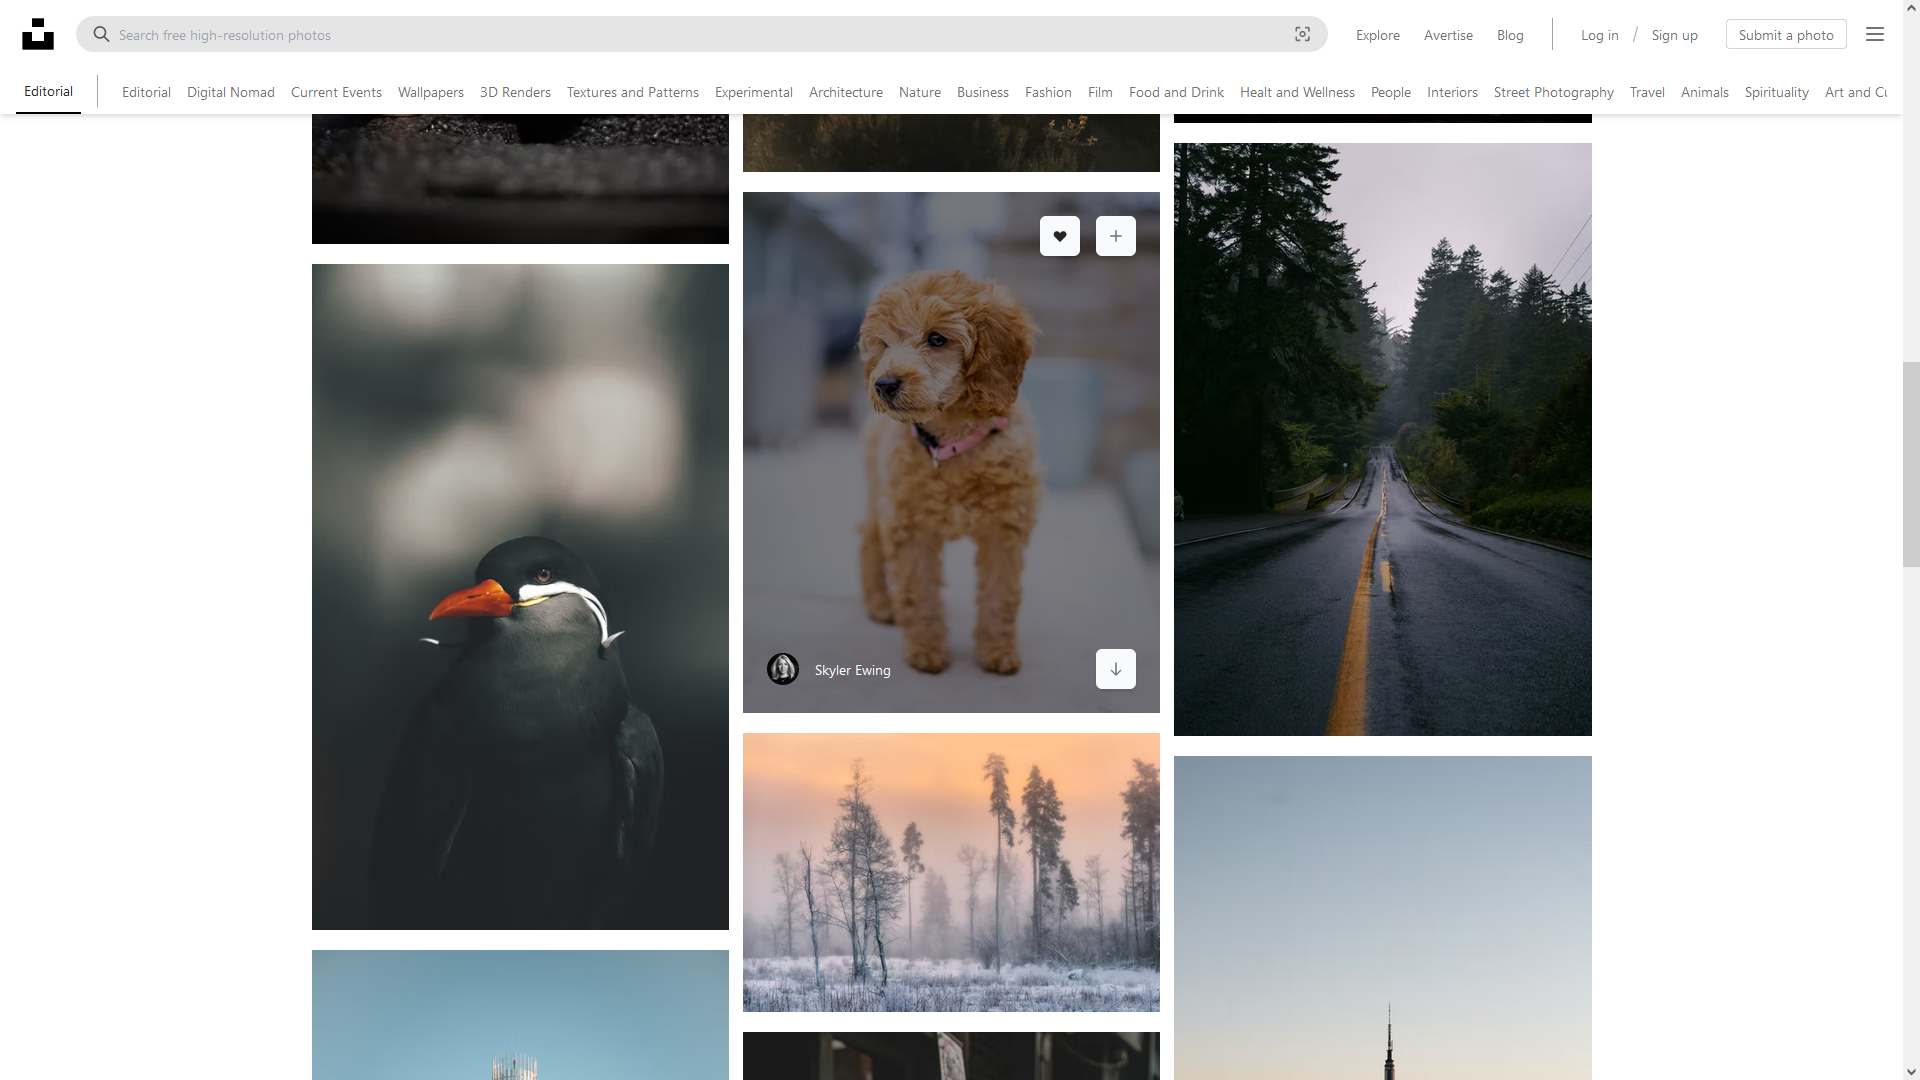 Search free high-resolution photos
Explore
Avertise
Blog
Log in / Sign up
Submit a photo
Editorial
Editorial
Digital Nomad
Current Events
Wallpapers
3D Renders
Textures and Patterns
Experimental
Architecture
Nature
Business
Fashion
Film
Food and Drink
Healt and Wellness
People
Interiors
Street Photography
Travel
Animals
Spirituality
Art and Cu
Skyler Ewing